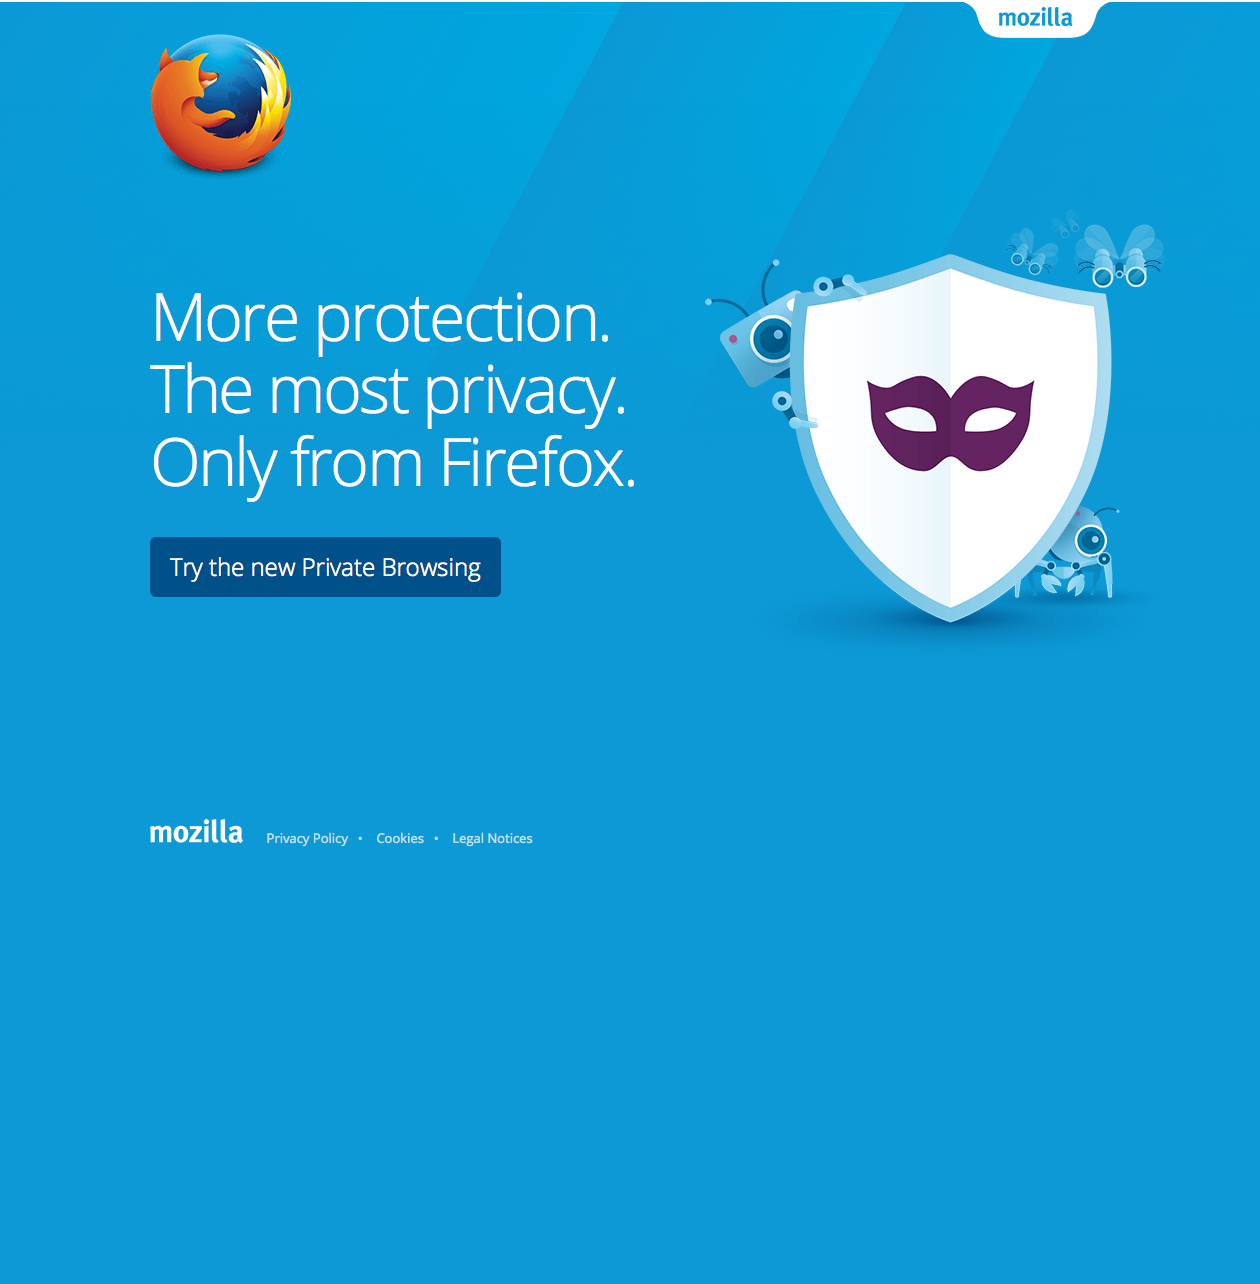 mozilla
More protection.
The most privacy.
Only from Firefox.
Try the new Private Browsing
mozilla Privacy Policy • Cookies • Legal Notices